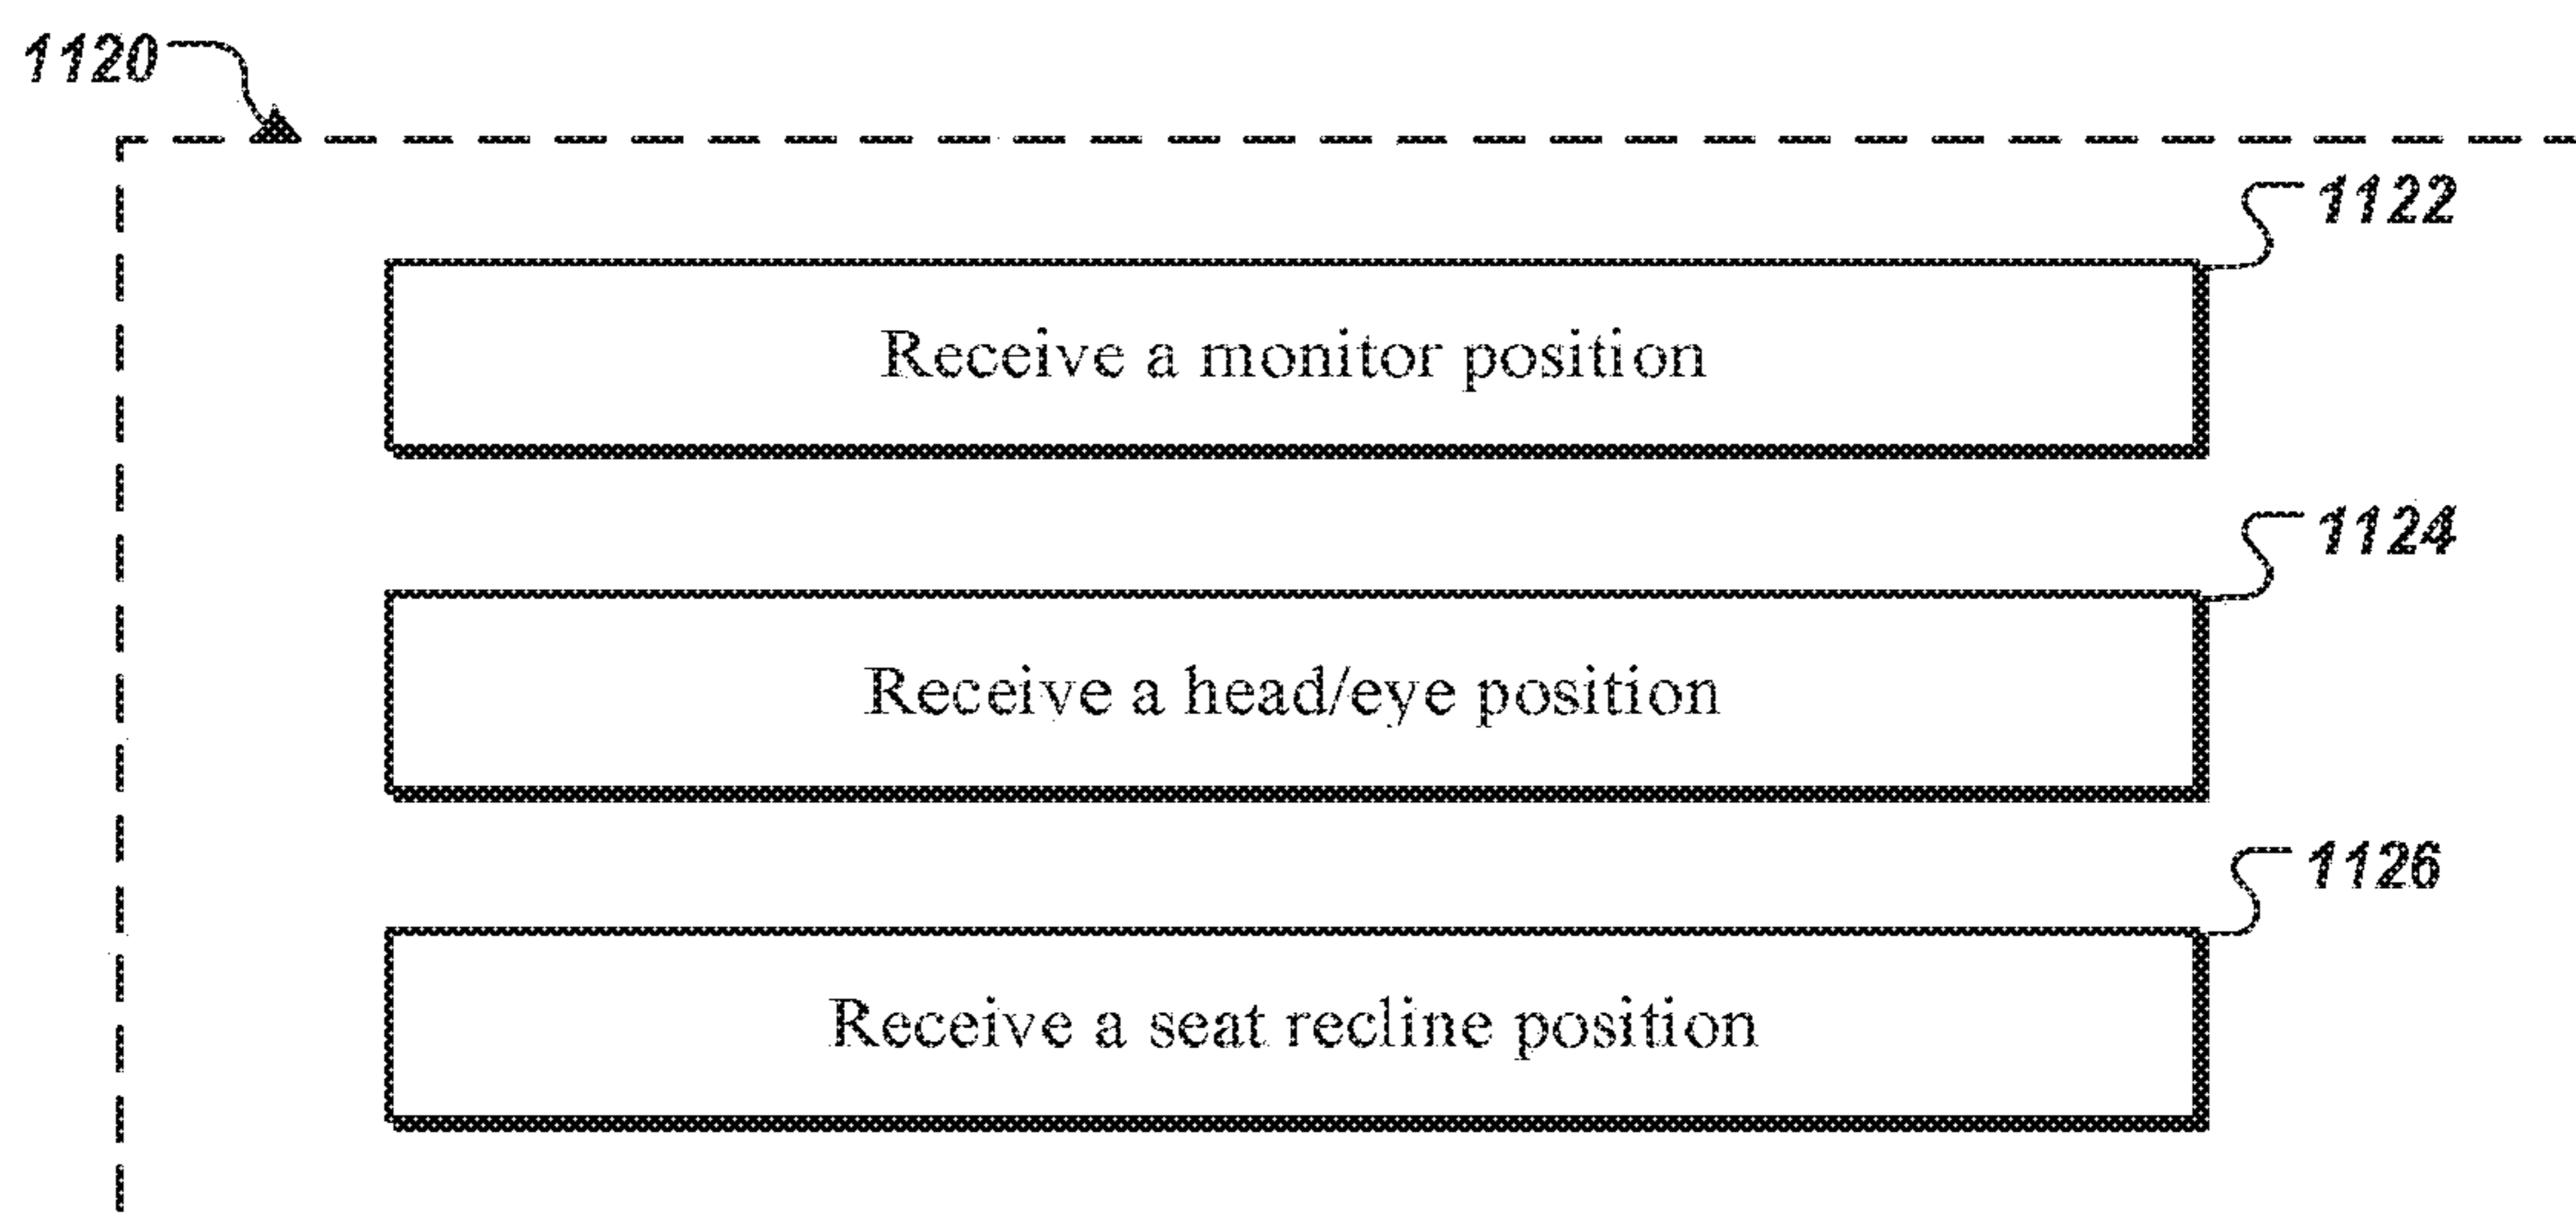 1120
1122
Receive a monitor position
1124
Receive a head/eye position
1126
Receive a seat recline position